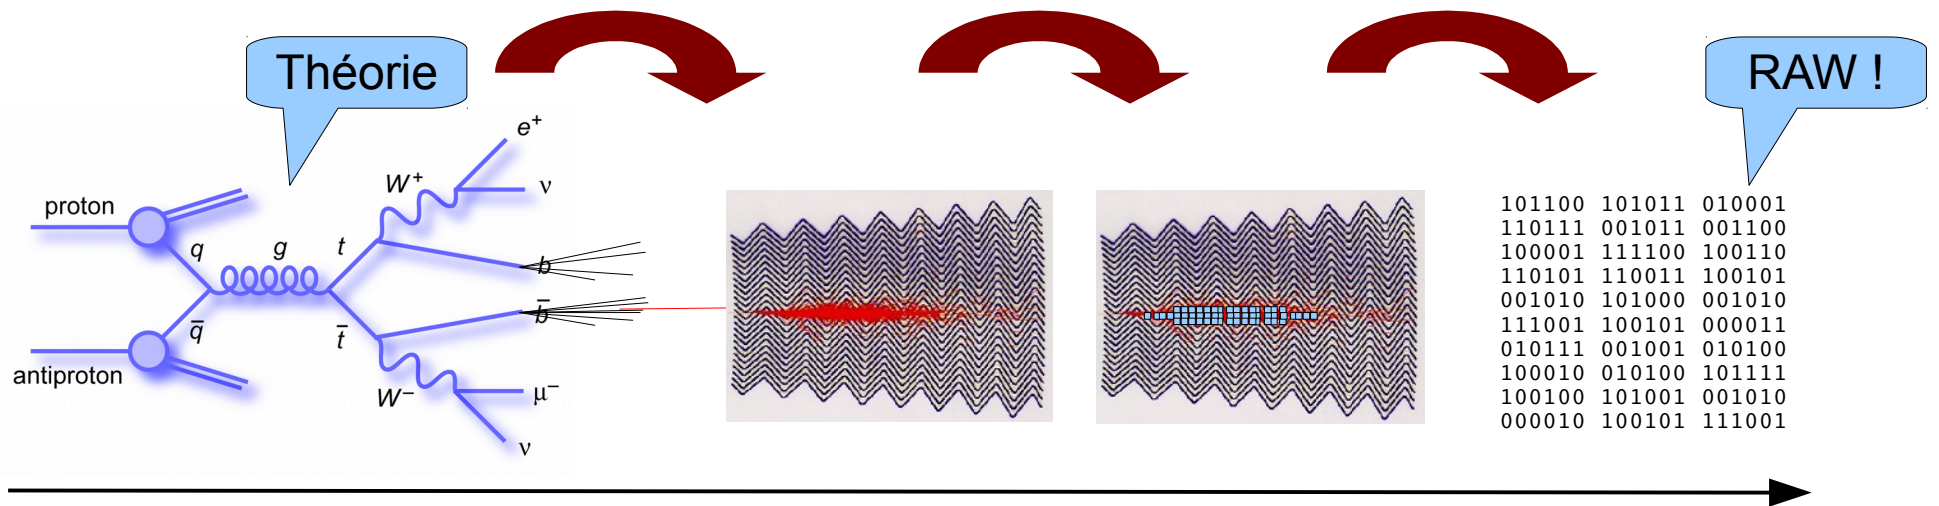 Théorie
RAW !
proton
antiproton
q
q̄
g
t
t̄
W⁺
W⁻
e⁺
ν
b
b̄
μ⁻
ν
101100 101011 010001
110111 001011 001100
100001 111100 100110
110101 110011 100101
001010 101000 001010
111001 100101 000011
010111 001001 010100
100010 010100 101111
100100 101001 001010
000010 100101 111001